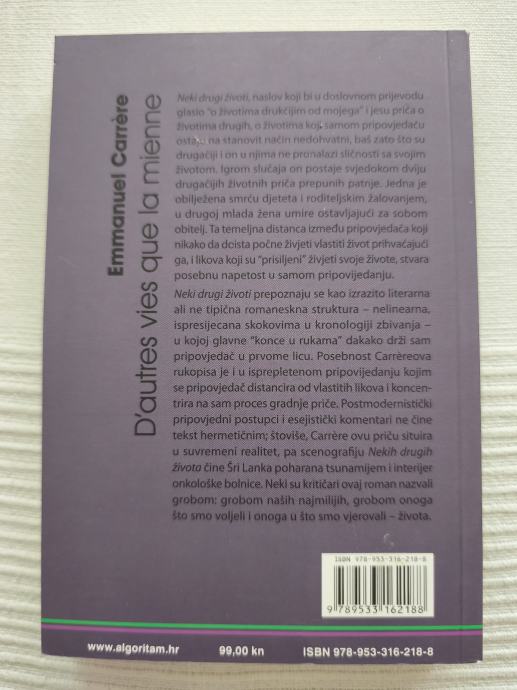 Emmanuel Carrère
D'autres vies que la mienne
Neki drugi životi, naslov koji bi u doslovnom prijevodu
glasio "o životima drukčijim od mojega" i jesu priča o
životima drugih, o životima koji samom pripovjedaču
ostaju na stanovit način nedohvatni, baš zato što su
drugačiji i on u njima ne pronalazi sličnosti sa svojim
životom. Igrom slučaja on postaje svjedokom dviju
drugačijih životnih priča prepunih patnje. Jedna je
obilježena smrću djeteta i roditeljskim žalovanjem,
u drugoj mlada žena umire ostavljajući za sobom
obitelj. Ta temeljna distanca između pripovjedača koji
nikako da doista počne živjeti vlastiti život prihvaćajući
ga, i likova koji su "prisiljeni" živjeti svoje živote, stvara
posebnu napetost u samom pripovijedanju.
Neki drugi životi prepoznaju se kao izrazito literarna
ali ne tipična romaneskna struktura – nelinearna,
ispresijecana skokovima u kronologiji zbivanja –
u kojoj glavne "konce u rukama" dakako drži sam
pripovjedač u prvome licu. Posebnost Carrèreova
rukopisa je i u isprepletenom pripovijedanju kojim
se pripovjedač distancira od vlastitih likova i koncen-
trira na sam proces gradnje priče. Postmodernistički
pripovjedni postupci i esejistički komentari ne čine
tekst hermetičnim; štoviše, Carrère ovu priču situira
u suvremeni realitet, pa scenografiju Nekih drugih
života čine Šri Lanka poharana tsunamijem i interijer
onkološke bolnice. Neki su kritičari ovaj roman nazvali
grobom: grobom naših najmilijih, grobom onoga
što smo voljeli i onoga u što smo vjerovali – života.
ISBN 978-953-316-218-8
9 789533 162188
www.algoritam.hr 99,00 kn ISBN 978-953-316-218-8